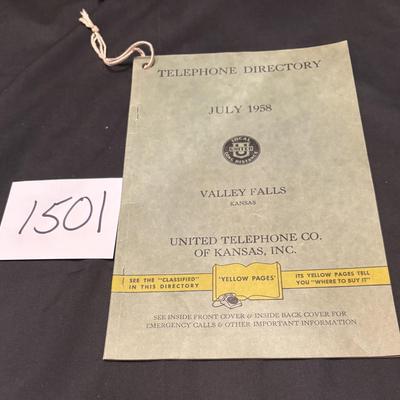 TELEPHONE DIRECTORY
JULY 1958
LOCAL
UNITED
LONG DISTANCE
VALLEY FALLS
KANSAS
UNITED TELEPHONE CO.
OF KANSAS, INC.
SEE THE "CLASSIFIED"
IN THIS DIRECTORY
'YELLOW PAGES'
ITS YELLOW PAGES TELL
YOU "WHERE TO BUY IT"
SEE INSIDE FRONT COVER & INSIDE BACK COVER FOR
EMERGENCY CALLS & OTHER IMPORTANT INFORMATION
1501